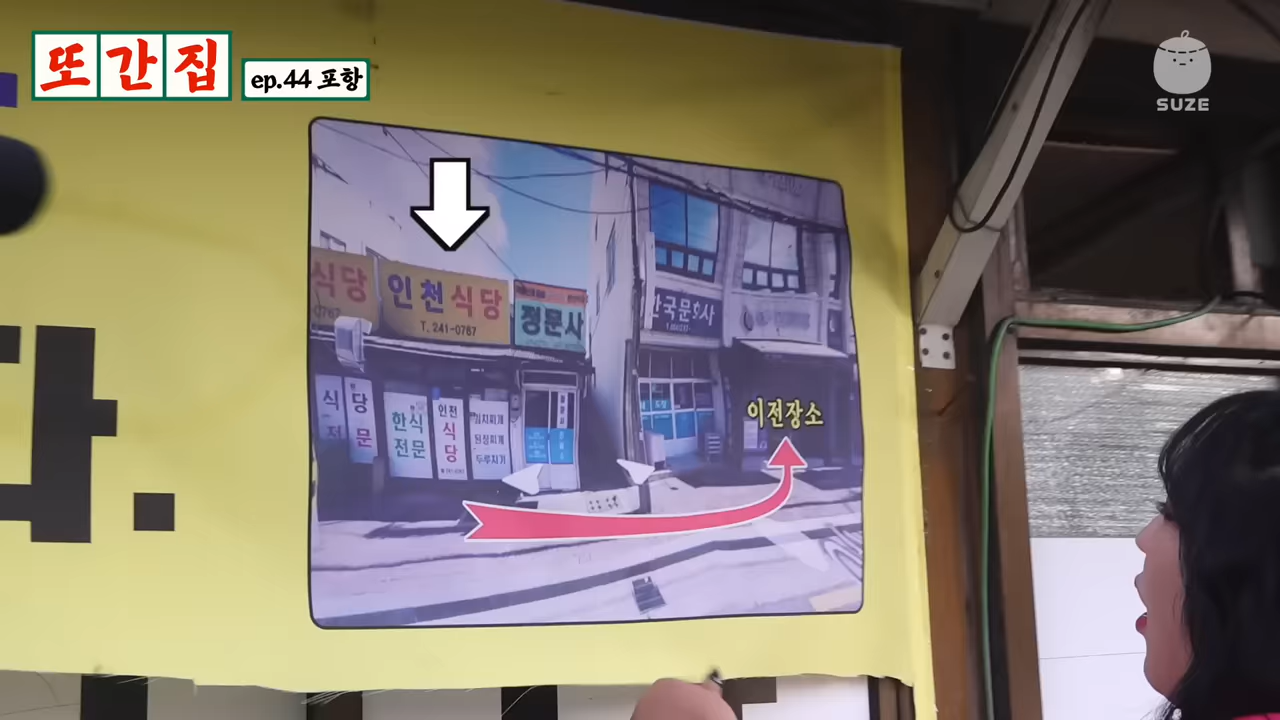 또간집
ep.44 포항
SUZE
식당
인천식당
T. 241-0767
정문사
한국문화사
이전장소
식당
전문
한식
전문
인천
식당
김치찌개
된장찌개
두루치기
다.